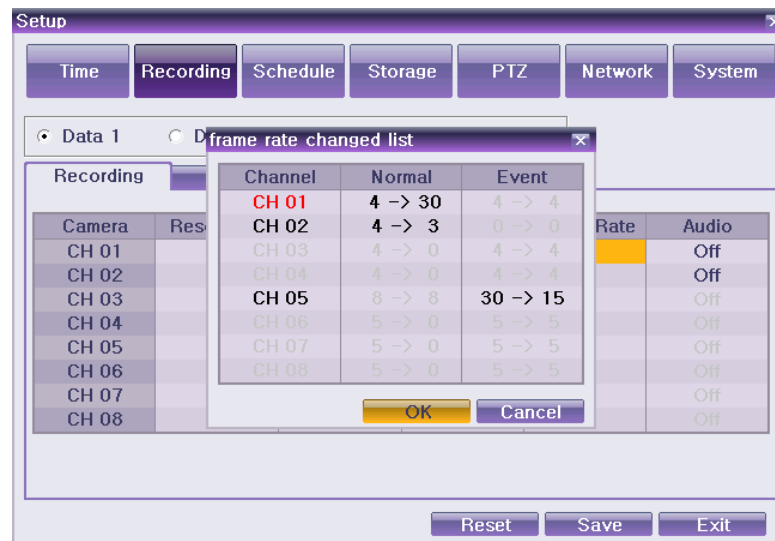 Setup
Time Recording Schedule Storage PTZ Network System
Data 1 D
frame rate changed list
Recording
Channel Normal Event
CH 01 4 -> 30 4 -> 4
CH 02 4 -> 3 0 -> 0
CH 03 4 -> 0 4 -> 4
CH 04 4 -> 0 4 -> 4
CH 05 8 -> 8 30 -> 15
CH 06 5 -> 0 5 -> 5
CH 07 5 -> 0 5 -> 5
CH 08 5 -> 0 5 -> 5
OK Cancel
Camera Res Rate Audio
CH 01 Off
CH 02 Off
CH 03 Off
CH 04 Off
CH 05 Off
CH 06 Off
CH 07 Off
CH 08 Off
Reset Save Exit